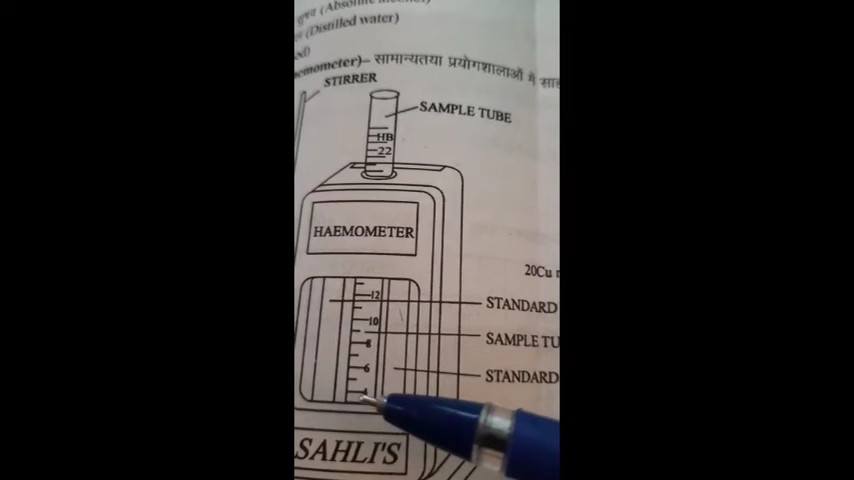 (Distilled water)
सामान्यतया प्रयोगशालाओं में
STIRRER
SAMPLE TUBE
HB
22
HAEMOMETER
20Cu
12
STANDARD
10
SAMPLE TU
8
6
STANDARD
4
SAHLI'S